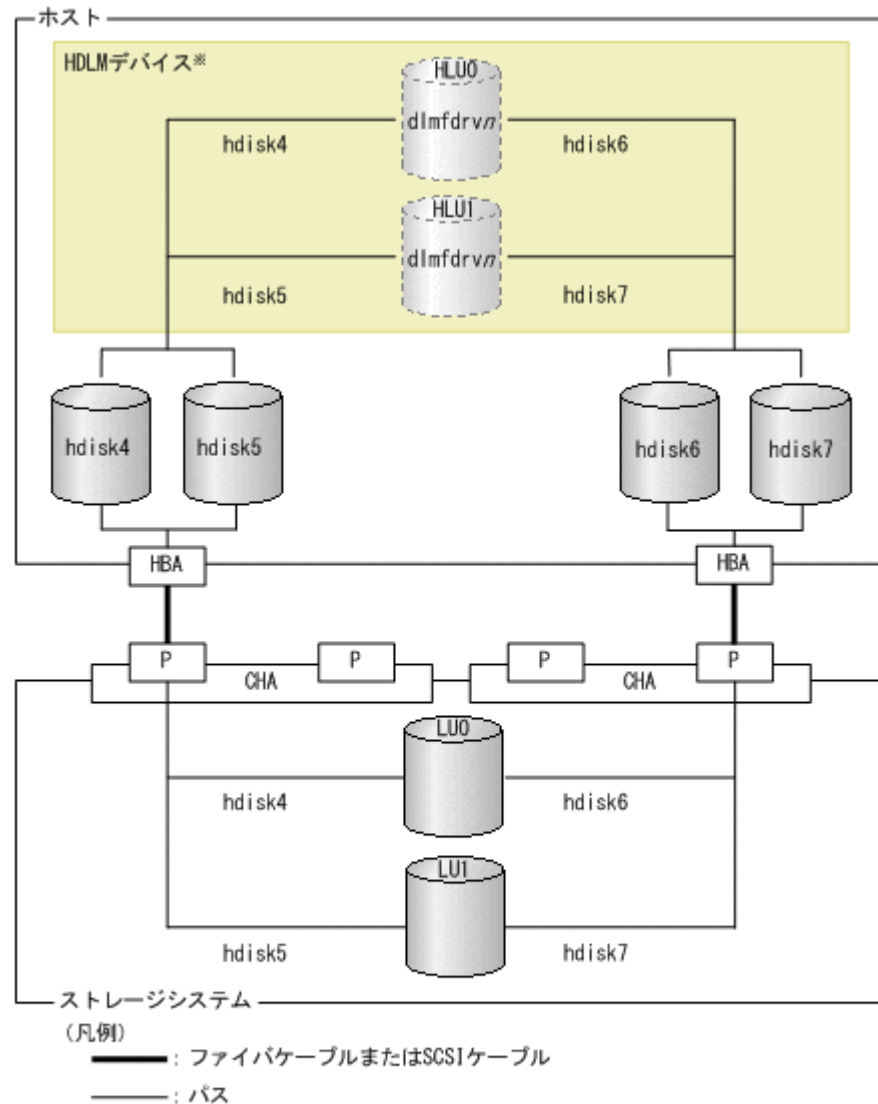 ホスト
HDLMデバイス※
HLU0
dlmfdrvn
hdisk4
hdisk6
HLU1
dlmfdrvn
hdisk5
hdisk7
hdisk4
hdisk5
hdisk6
hdisk7
HBA
HBA
P
P
P
P
CHA
CHA
LU0
hdisk4
hdisk6
LU1
hdisk5
hdisk7
ストレージシステム
(凡例)
: ファイバケーブルまたはSCSIケーブル
: パス